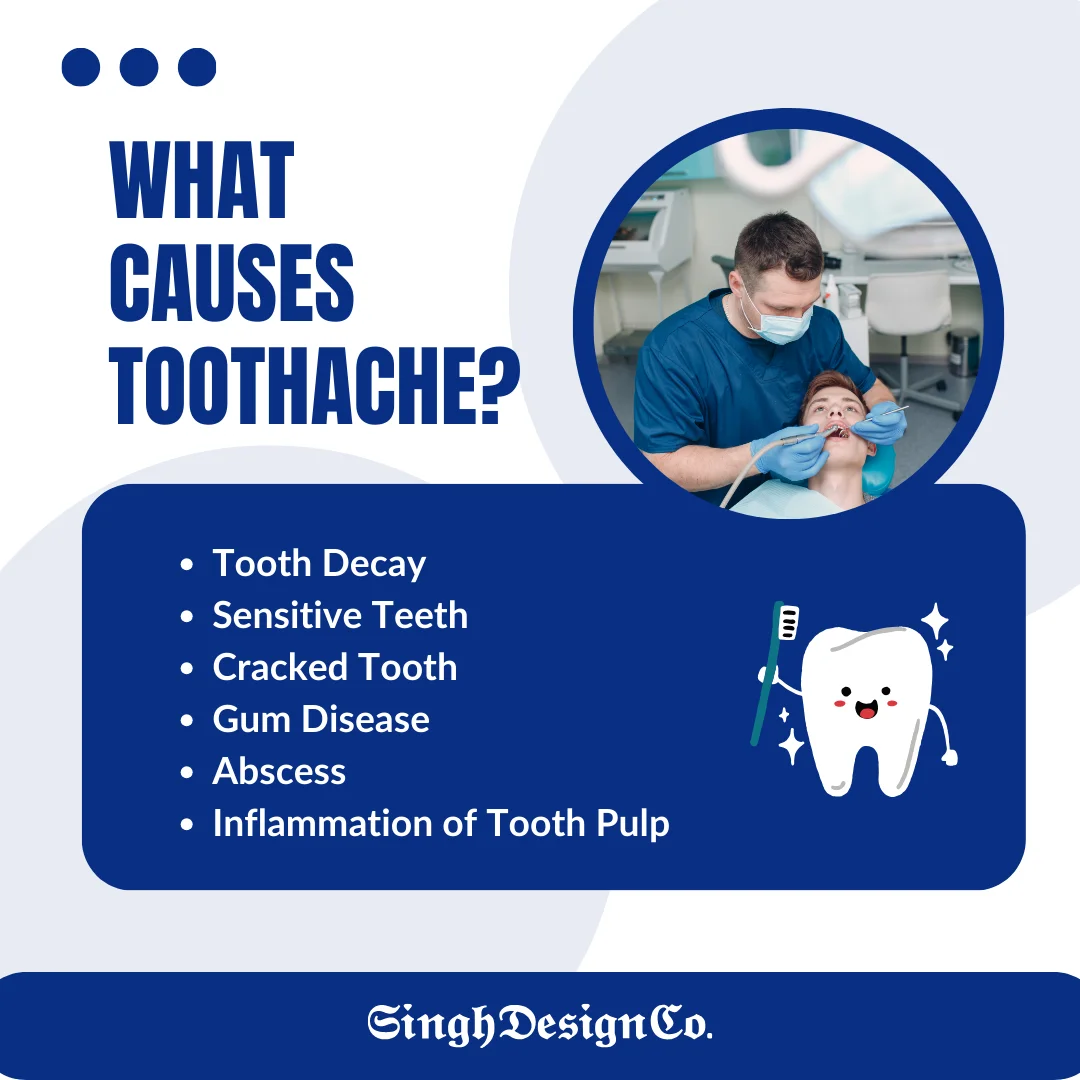 WHAT
CAUSES
TOOTHACHE?
• Tooth Decay
• Sensitive Teeth
• Cracked Tooth
• Gum Disease
• Abscess
• Inflammation of Tooth Pulp
SinghDesignCo.